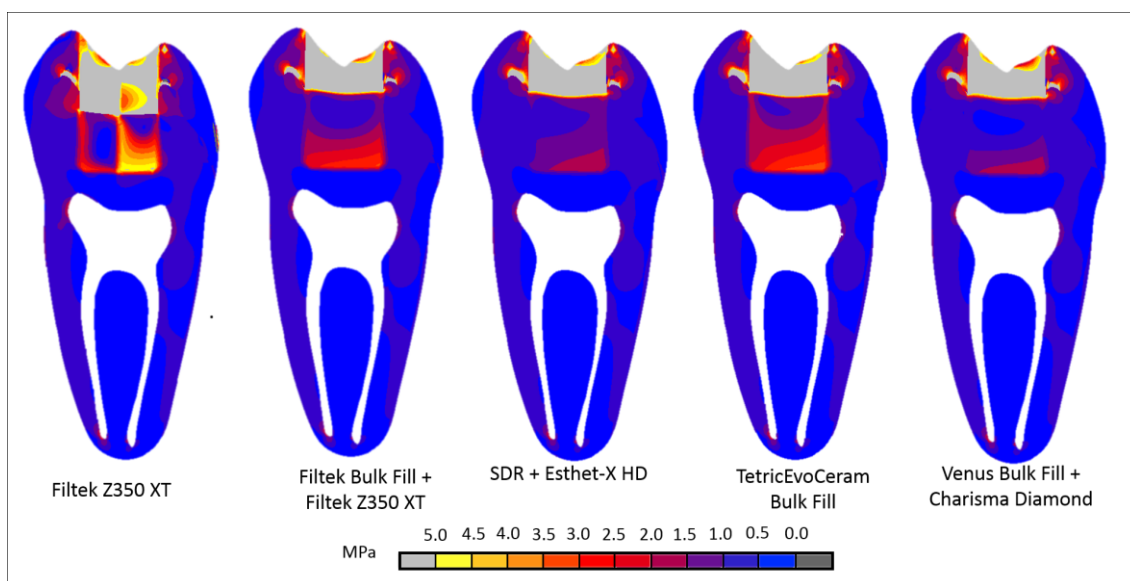 Filtek Z350 XT
Filtek Bulk Fill +
Filtek Z350 XT
SDR + Esthet-X HD
TetricEvoCeram
Bulk Fill
Venus Bulk Fill +
Charisma Diamond
MPa
5.0 4.5 4.0 3.5 3.0 2.5 2.0 1.5 1.0 0.5 0.0